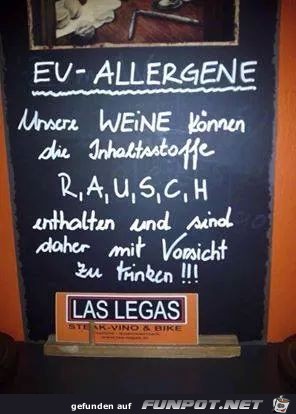 EU-ALLERGENE
Unsere WEINE können
die Inhaltsstoffe
R, A, U, S, C, H
enthalten und sind
daher mit Vorsicht
zu trinken !!!
LAS LEGAS
STEAK-VINO & BIKE
gefunden auf
FUNPOT.NET